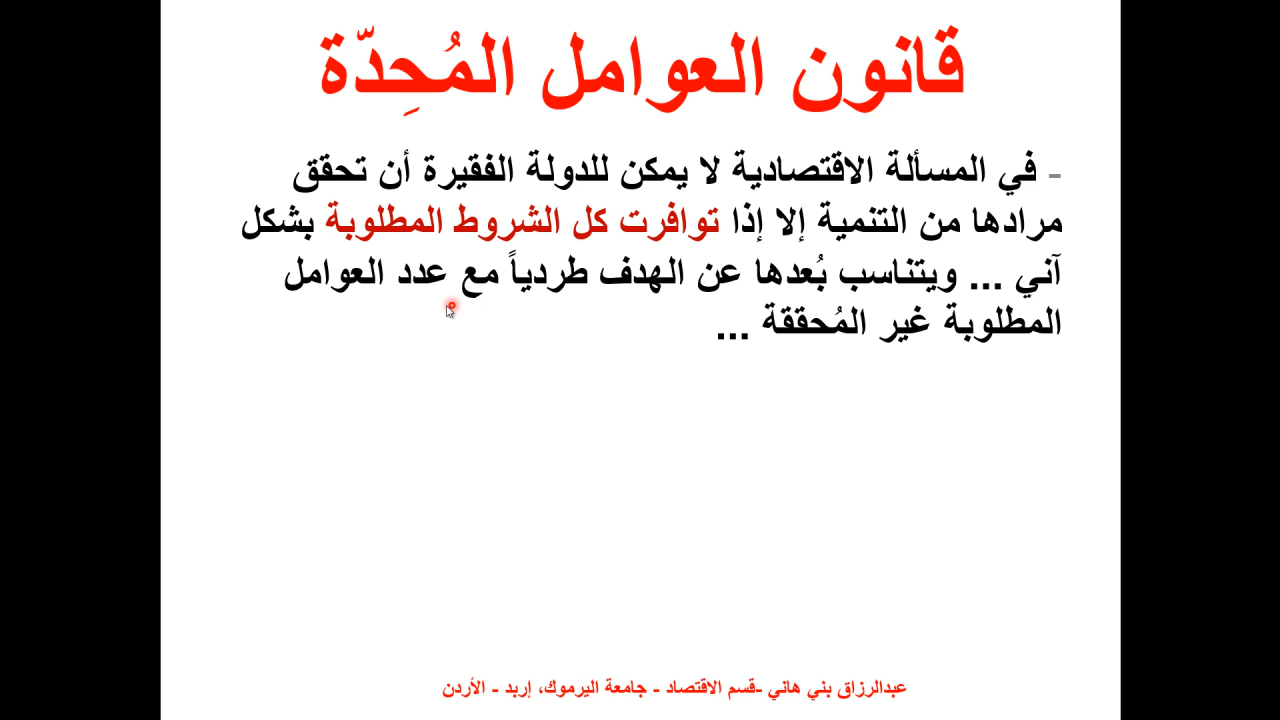 قانون العوامل المُحِدّة
- في المسألة الاقتصادية لا يمكن للدولة الفقيرة أن تحقق
مرادها من التنمية إلا إذا توافرت كل الشروط المطلوبة بشكل
آني ... ويتناسب بُعدها عن الهدف طردياً مع عدد العوامل
المطلوبة غير المُحققة ...
عبدالرزاق بني هاني -قسم الاقتصاد - جامعة اليرموك، إربد - الأردن